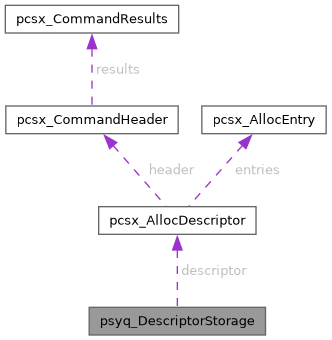 pcsx_CommandResults
results
pcsx_CommandHeader
pcsx_AllocEntry
header
entries
pcsx_AllocDescriptor
descriptor
psyq_DescriptorStorage